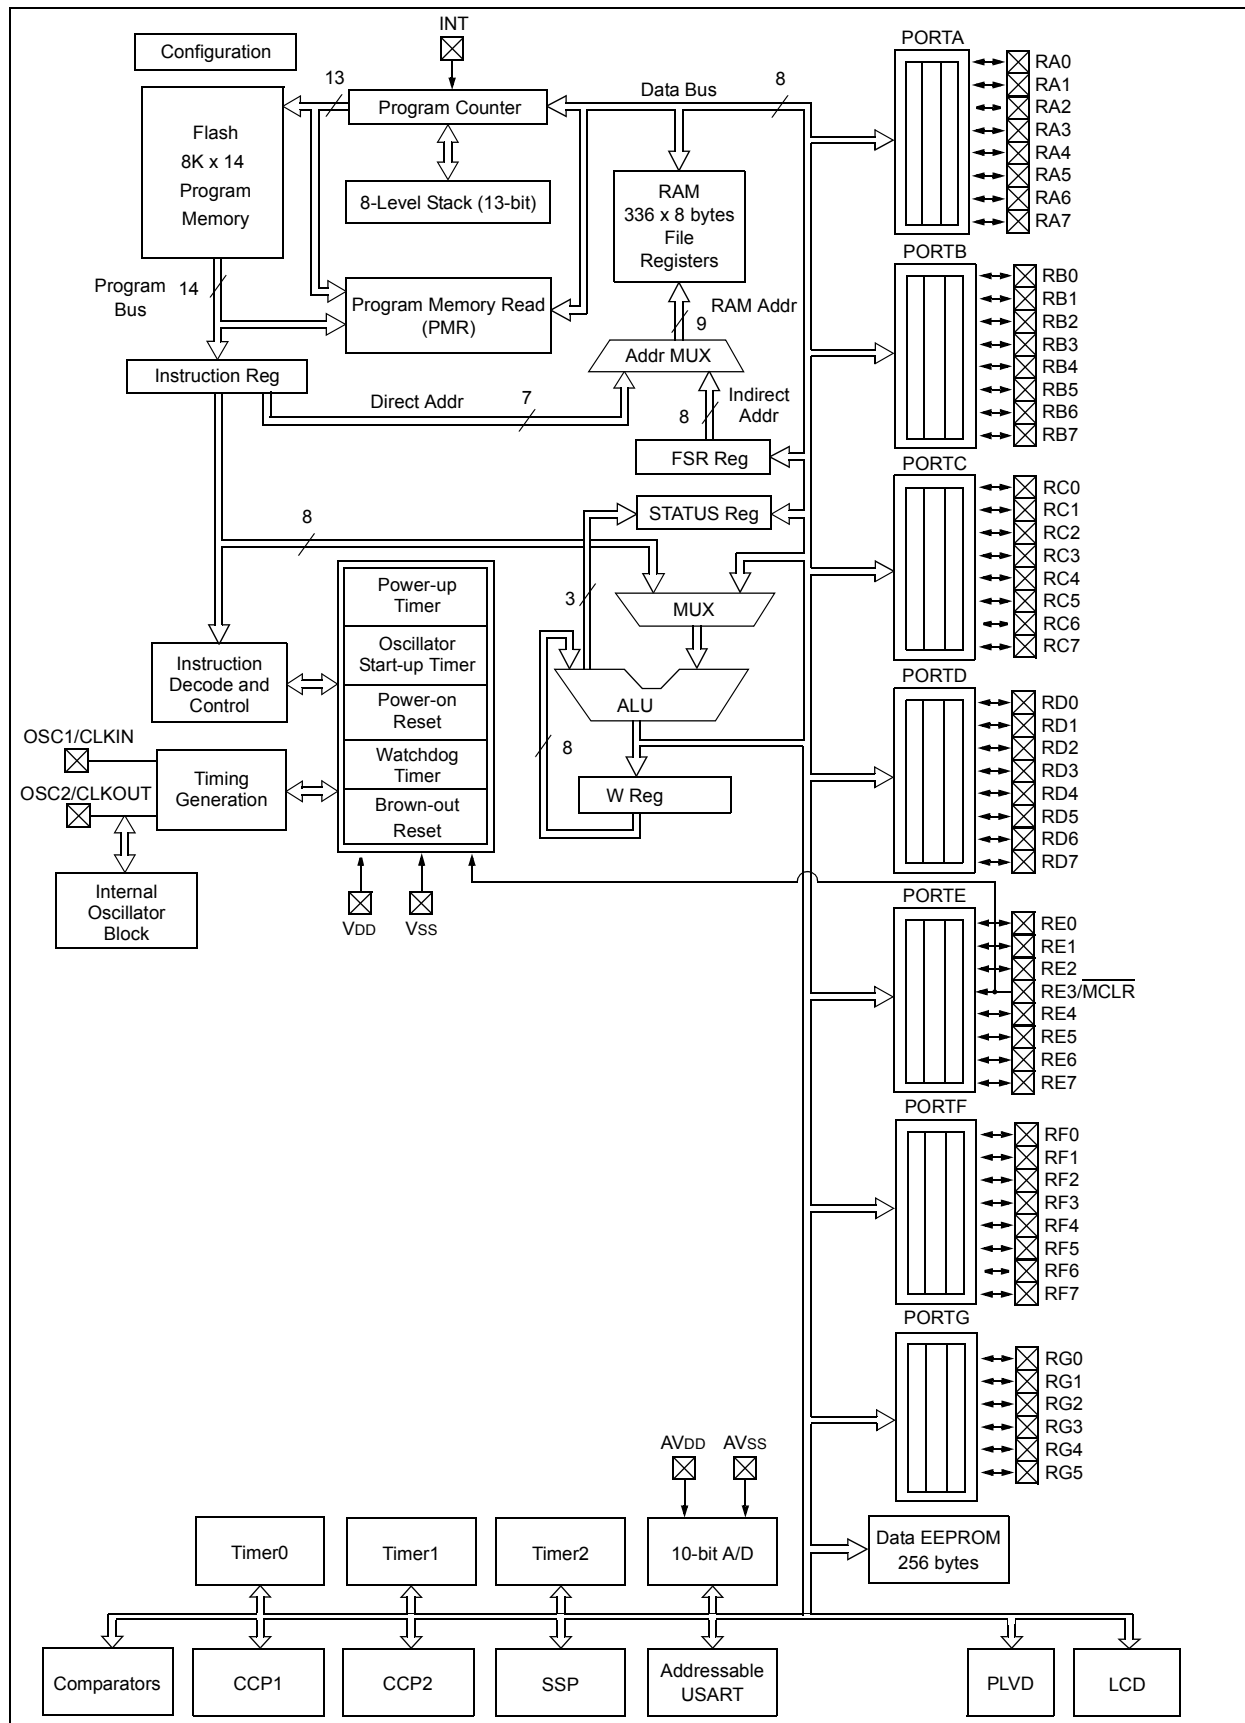 INT
Configuration
13
Program Counter
Data Bus
8
Flash
8K x 14
Program
Memory
8-Level Stack (13-bit)
RAM
336 x 8 bytes
File
Registers
Program
Bus
14
Program Memory Read
(PMR)
RAM Addr
9
Addr MUX
Instruction Reg
Direct Addr
7
Indirect
Addr
8
FSR Reg
STATUS Reg
8
3
MUX
Power-up
Timer
Oscillator
Start-up Timer
Power-on
Reset
Watchdog
Timer
Brown-out
Reset
Instruction
Decode and
Control
ALU
8
W Reg
OSC1/CLKIN
OSC2/CLKOUT
Timing
Generation
Internal
Oscillator
Block
VDD
VSS
PORTA
RA0
RA1
RA2
RA3
RA4
RA5
RA6
RA7
PORTB
RB0
RB1
RB2
RB3
RB4
RB5
RB6
RB7
PORTC
RC0
RC1
RC2
RC3
RC4
RC5
RC6
RC7
PORTD
RD0
RD1
RD2
RD3
RD4
RD5
RD6
RD7
PORTE
RE0
RE1
RE2
RE3/MCLR
RE4
RE5
RE6
RE7
PORTF
RF0
RF1
RF2
RF3
RF4
RF5
RF6
RF7
PORTG
RG0
RG1
RG2
RG3
RG4
RG5
AVDD
AVSS
Timer0
Timer1
Timer2
10-bit A/D
Data EEPROM
256 bytes
Comparators
CCP1
CCP2
SSP
Addressable
USART
PLVD
LCD